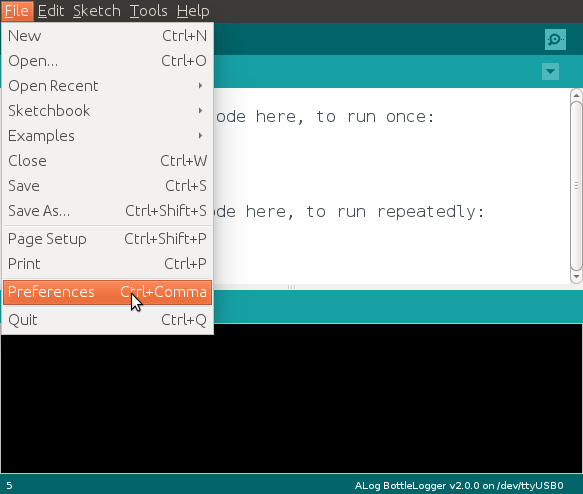 File Edit Sketch Tools Help
New Ctrl+N
Open... Ctrl+O
Open Recent
Sketchbook
Examples
Close Ctrl+W
Save Ctrl+S
Save As... Ctrl+Shift+S
Page Setup Ctrl+Shift+P
Print Ctrl+P
Preferences Ctrl+Comma
Quit Ctrl+Q
ode here, to run once:
de here, to run repeatedly:
5 ALog BottleLogger v2.0.0 on /dev/ttyUSB0